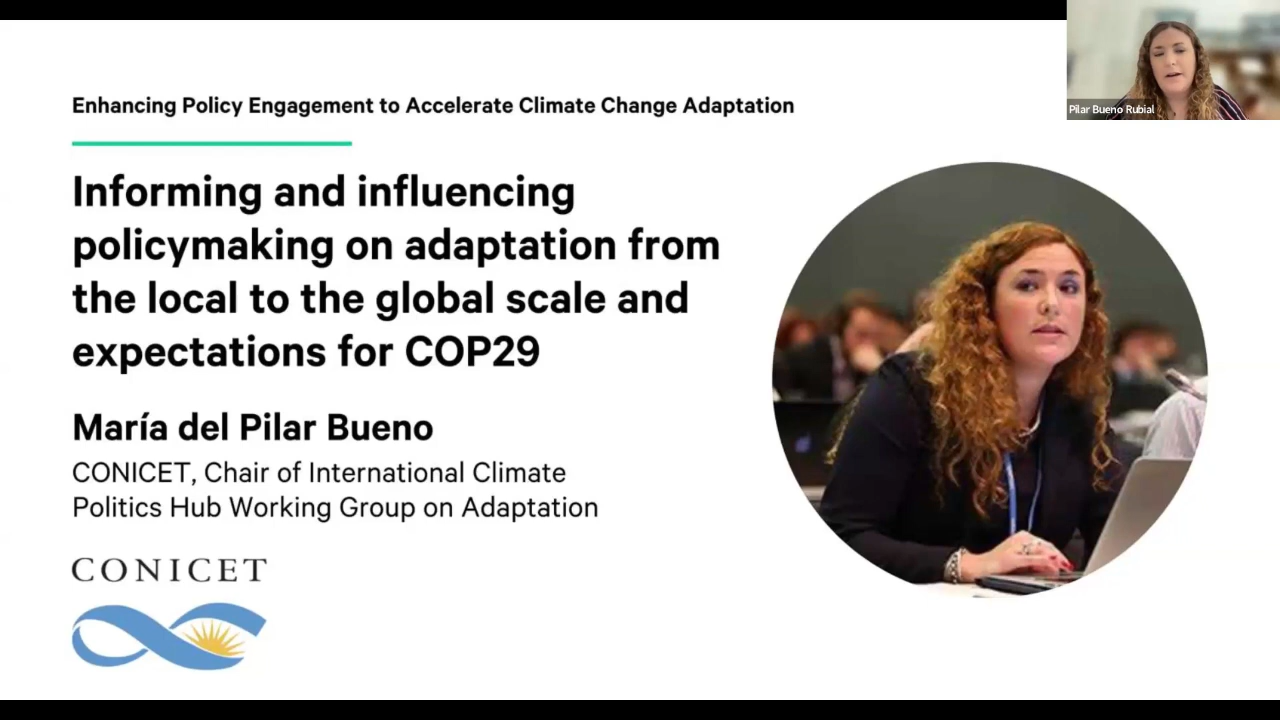 Pilar Bueno Rubial
Enhancing Policy Engagement to Accelerate Climate Change Adaptation
Informing and influencing
policymaking on adaptation from
the local to the global scale and
expectations for COP29
María del Pilar Bueno
CONICET, Chair of International Climate
Politics Hub Working Group on Adaptation
CONICET